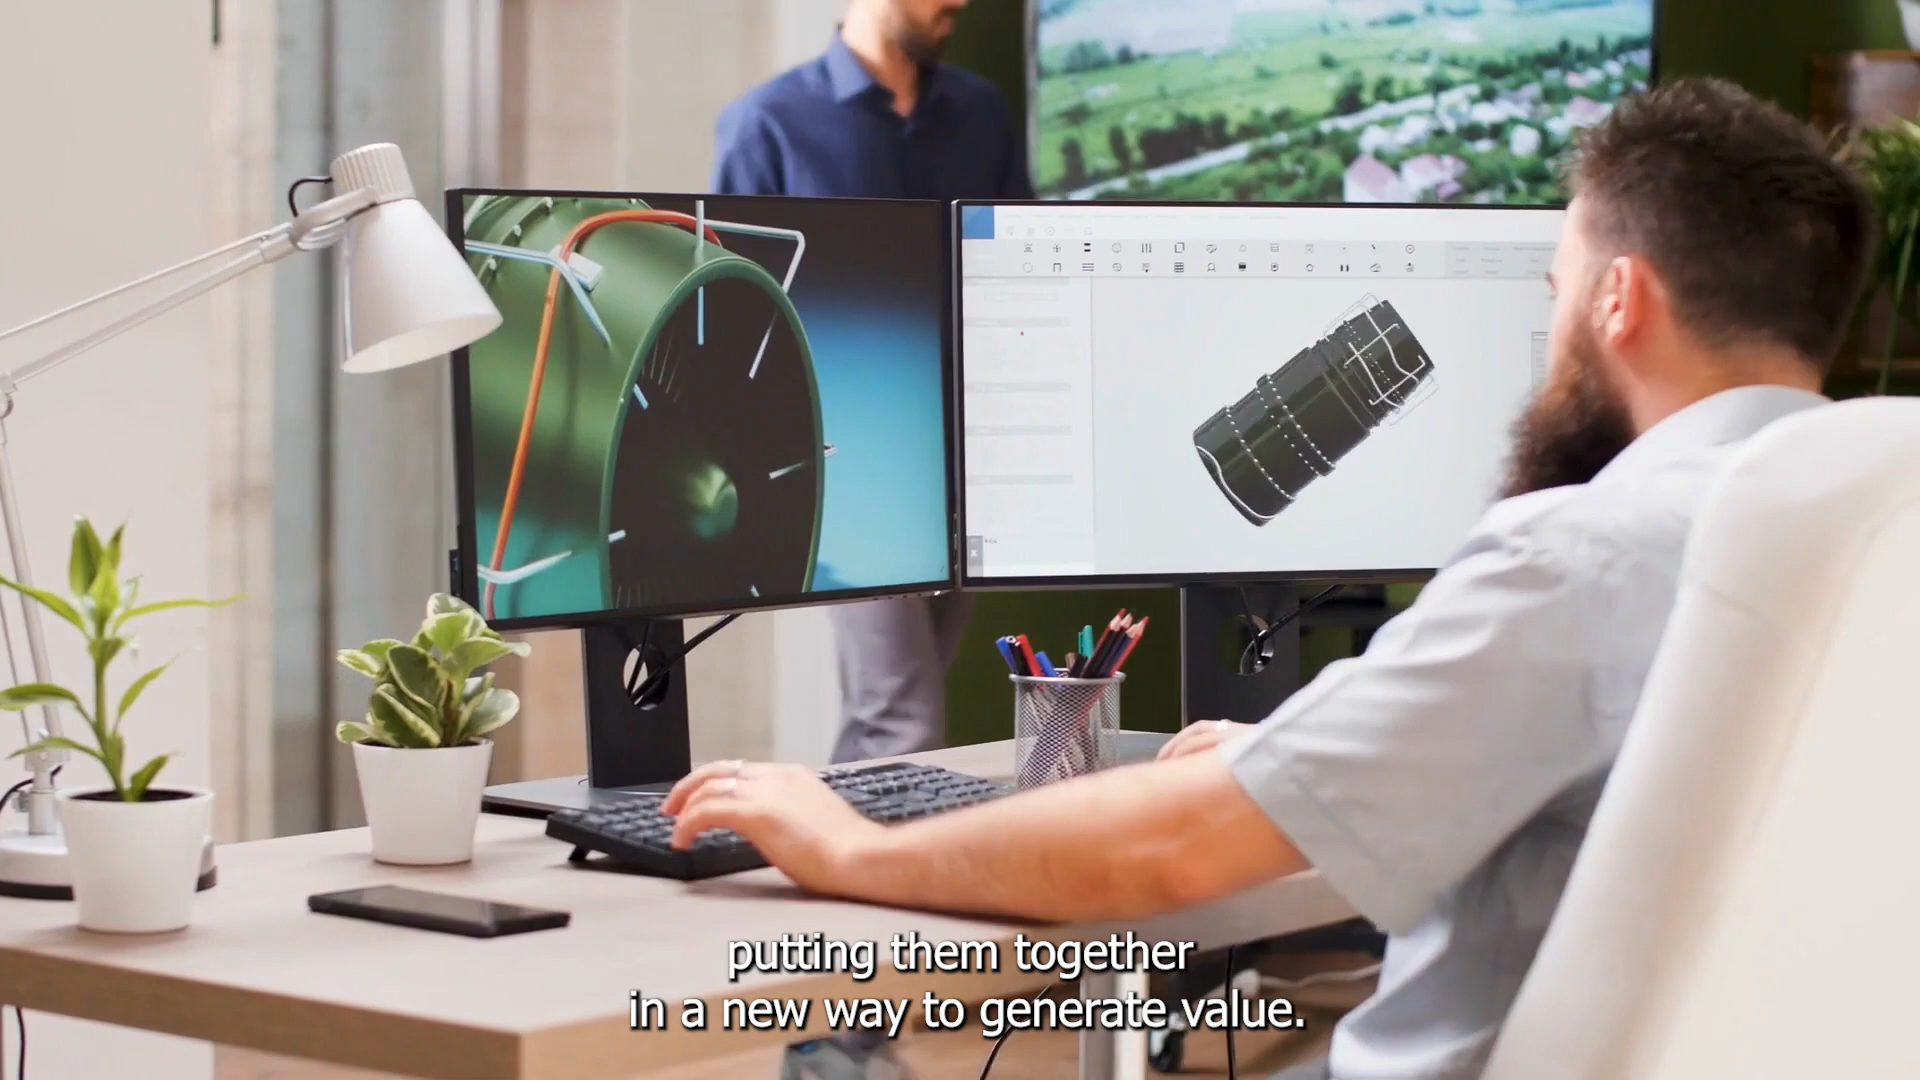 putting them together
in a new way to generate value.